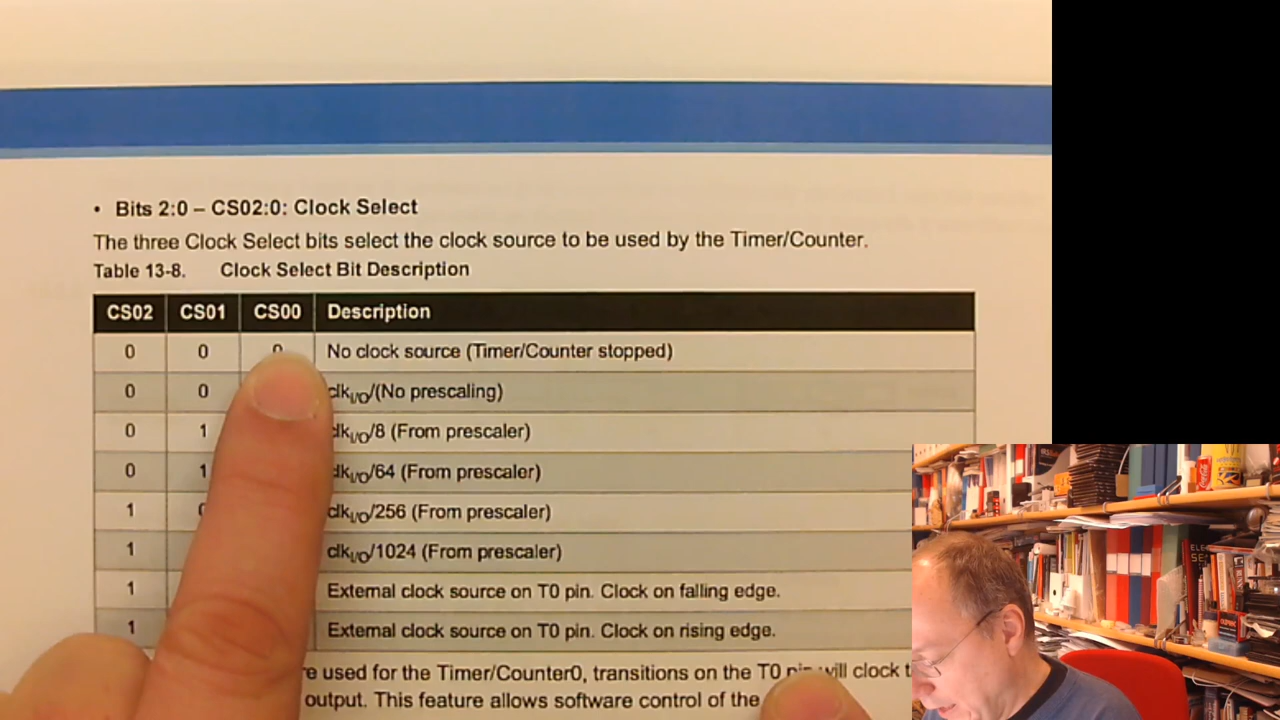 • Bits 2:0 – CS02:0: Clock Select
The three Clock Select bits select the clock source to be used by the Timer/Counter.
Table 13-8. Clock Select Bit Description
CS02 CS01 CS00 Description
0 0 0 No clock source (Timer/Counter stopped)
0 0 clkI/O/(No prescaling)
0 1 clkI/O/8 (From prescaler)
0 1 clkI/O/64 (From prescaler)
1 0 clkI/O/256 (From prescaler)
1 clkI/O/1024 (From prescaler)
1 External clock source on T0 pin. Clock on falling edge.
1 External clock source on T0 pin. Clock on rising edge.
used for the Timer/Counter0, transitions on the T0 pin will clock
output. This feature allows software control of the